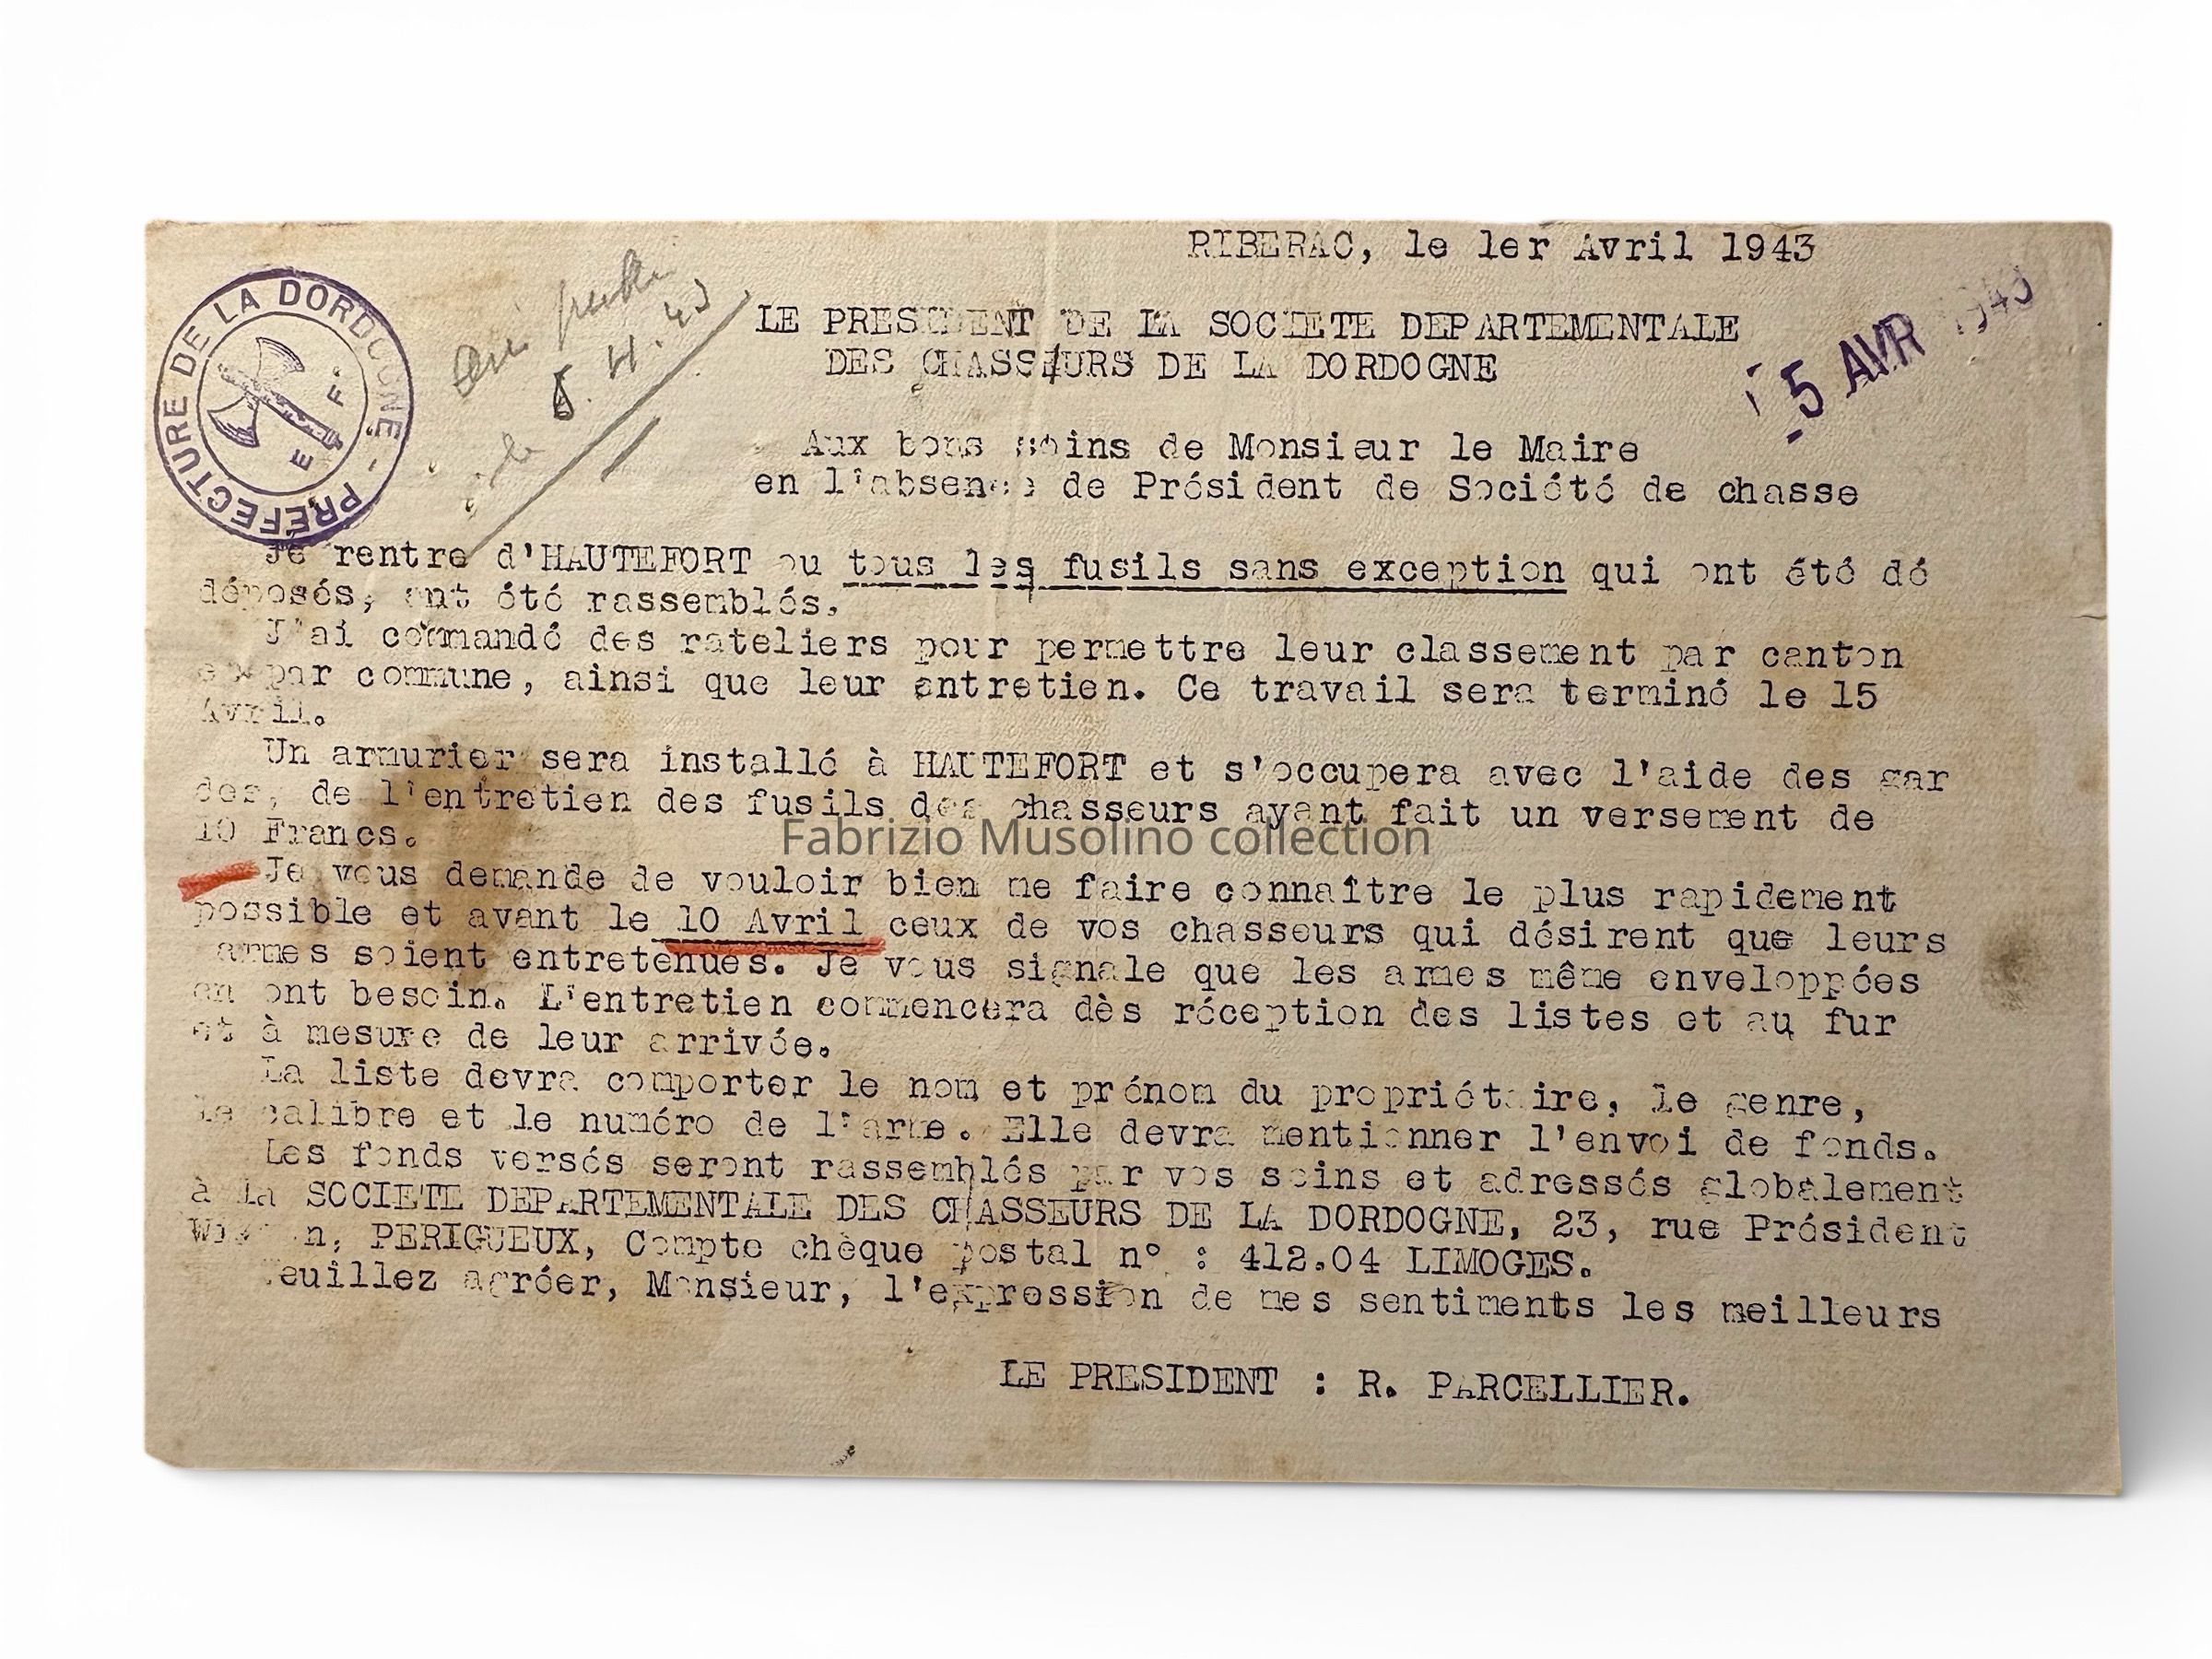 RIBERAC, le 1er Avril 1943
PREFECTURE DE LA DORDOGNE -
E F.
- 5 AVR 1943
8. 4. 43
LE PRESIDENT DE LA SOCIETE DEPARTEMENTALE
DES CHASSEURS DE LA DORDOGNE
Aux bons soins de Monsieur le Maire
en l'absence de Président de Société de chasse
Je rentre d'HAUTEFORT ou tous les fusils sans exception qui ont été dé
déposés, ont été rassemblés.
J'ai commandé des rateliers pour permettre leur classement par canton
et par commune, ainsi que leur entretien. Ce travail sera terminé le 15
Avril.
Un armurier sera installé à HAUTEFORT et s'occupera avec l'aide des gar
des, de l'entretien des fusils des chasseurs ayant fait un versement de
10 Francs.
Fabrizio Musolino collection
Je vous demande de vouloir bien me faire connaître le plus rapidement
possible et avant le 10 Avril ceux de vos chasseurs qui désirent que leurs
armes soient entretenues. Je vous signale que les armes même enveloppées
en ont besoin. L'entretien commencera dès réception des listes et au fur
et à mesure de leur arrivée.
La liste devra comporter le nom et prénom du propriétaire, le genre,
le calibre et le numéro de l'arme. Elle devra mentionner l'envoi de fonds.
Les fonds versés seront rassemblés par vos soins et adressés globalement
à la SOCIETE DEPARTEMENTALE DES CHASSEURS DE LA DORDOGNE, 23, rue Président
Wilson, PERIGUEUX, Compte chèque postal n° : 412.04 LIMOGES.
Veuillez agréer, Monsieur, l'expression de mes sentiments les meilleurs
LE PRESIDENT : R. PARCELLIER.